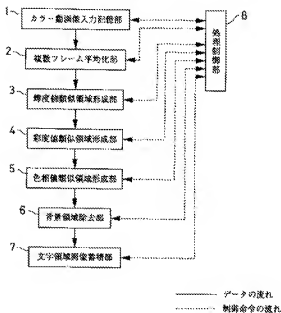 1
カラー動画像入力記憶部
2
複数フレーム平均化部
3
輝度値類似領域形成部
4
彩度値類似領域形成部
5
色相値類似領域形成部
6
背景領域除去部
7
文字領域画像蓄積部
8
処理制御部
データの流れ
制御命令の流れ